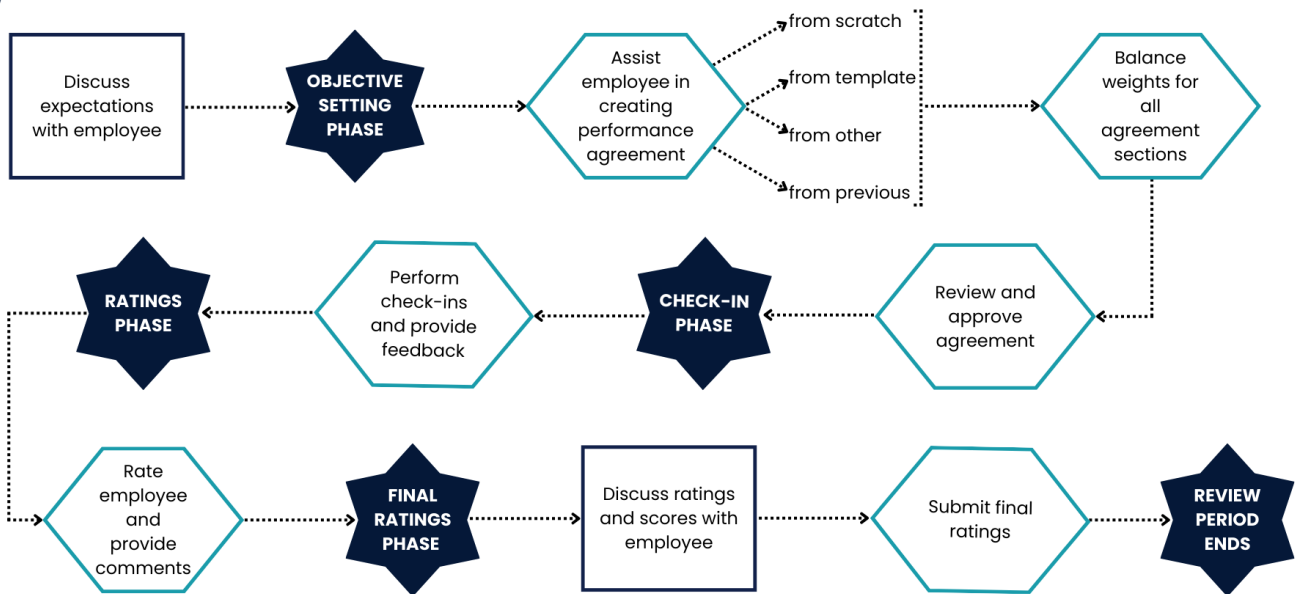 Discuss
expectations
with employee
OBJECTIVE
SETTING
PHASE
Assist
employee in
creating
performance
agreement
from scratch
from template
from other
from previous
Balance
weights for
all
agreement
sections
Review and
approve
agreement
CHECK-IN
PHASE
Perform
check-ins
and provide
feedback
RATINGS
PHASE
Rate
employee
and
provide
comments
FINAL
RATINGS
PHASE
Discuss ratings
and scores with
employee
Submit final
ratings
REVIEW
PERIOD
ENDS